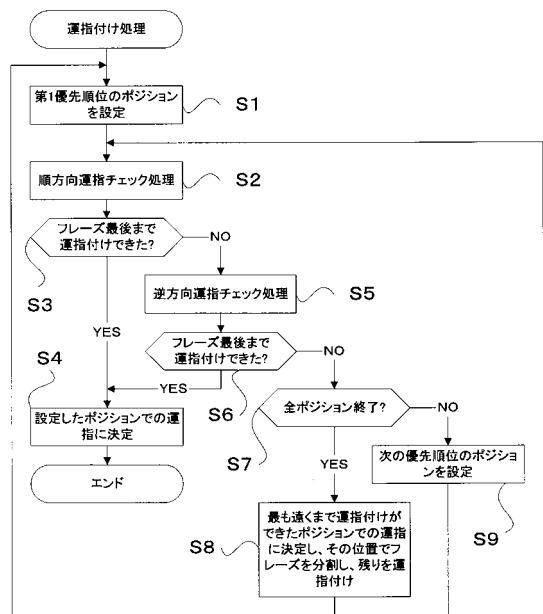 運指付け処理
第1優先順位のポジション
を設定
S1
順方向運指チェック処理
S2
フレーズ最後まで
運指付けできた?
NO
S3
逆方向運指チェック処理
S5
YES
フレーズ最後まで
運指付けできた?
NO
S4
YES
S6
設定したポジションでの運
指に決定
全ポジション終了?
NO
S7
エンド
YES
次の優先順位のポジショ
ンを設定
S9
最も遠くまで運指付けが
できたポジションでの運指
に決定し、その位置でフ
レーズを分割し、残りを運
指付け
S8